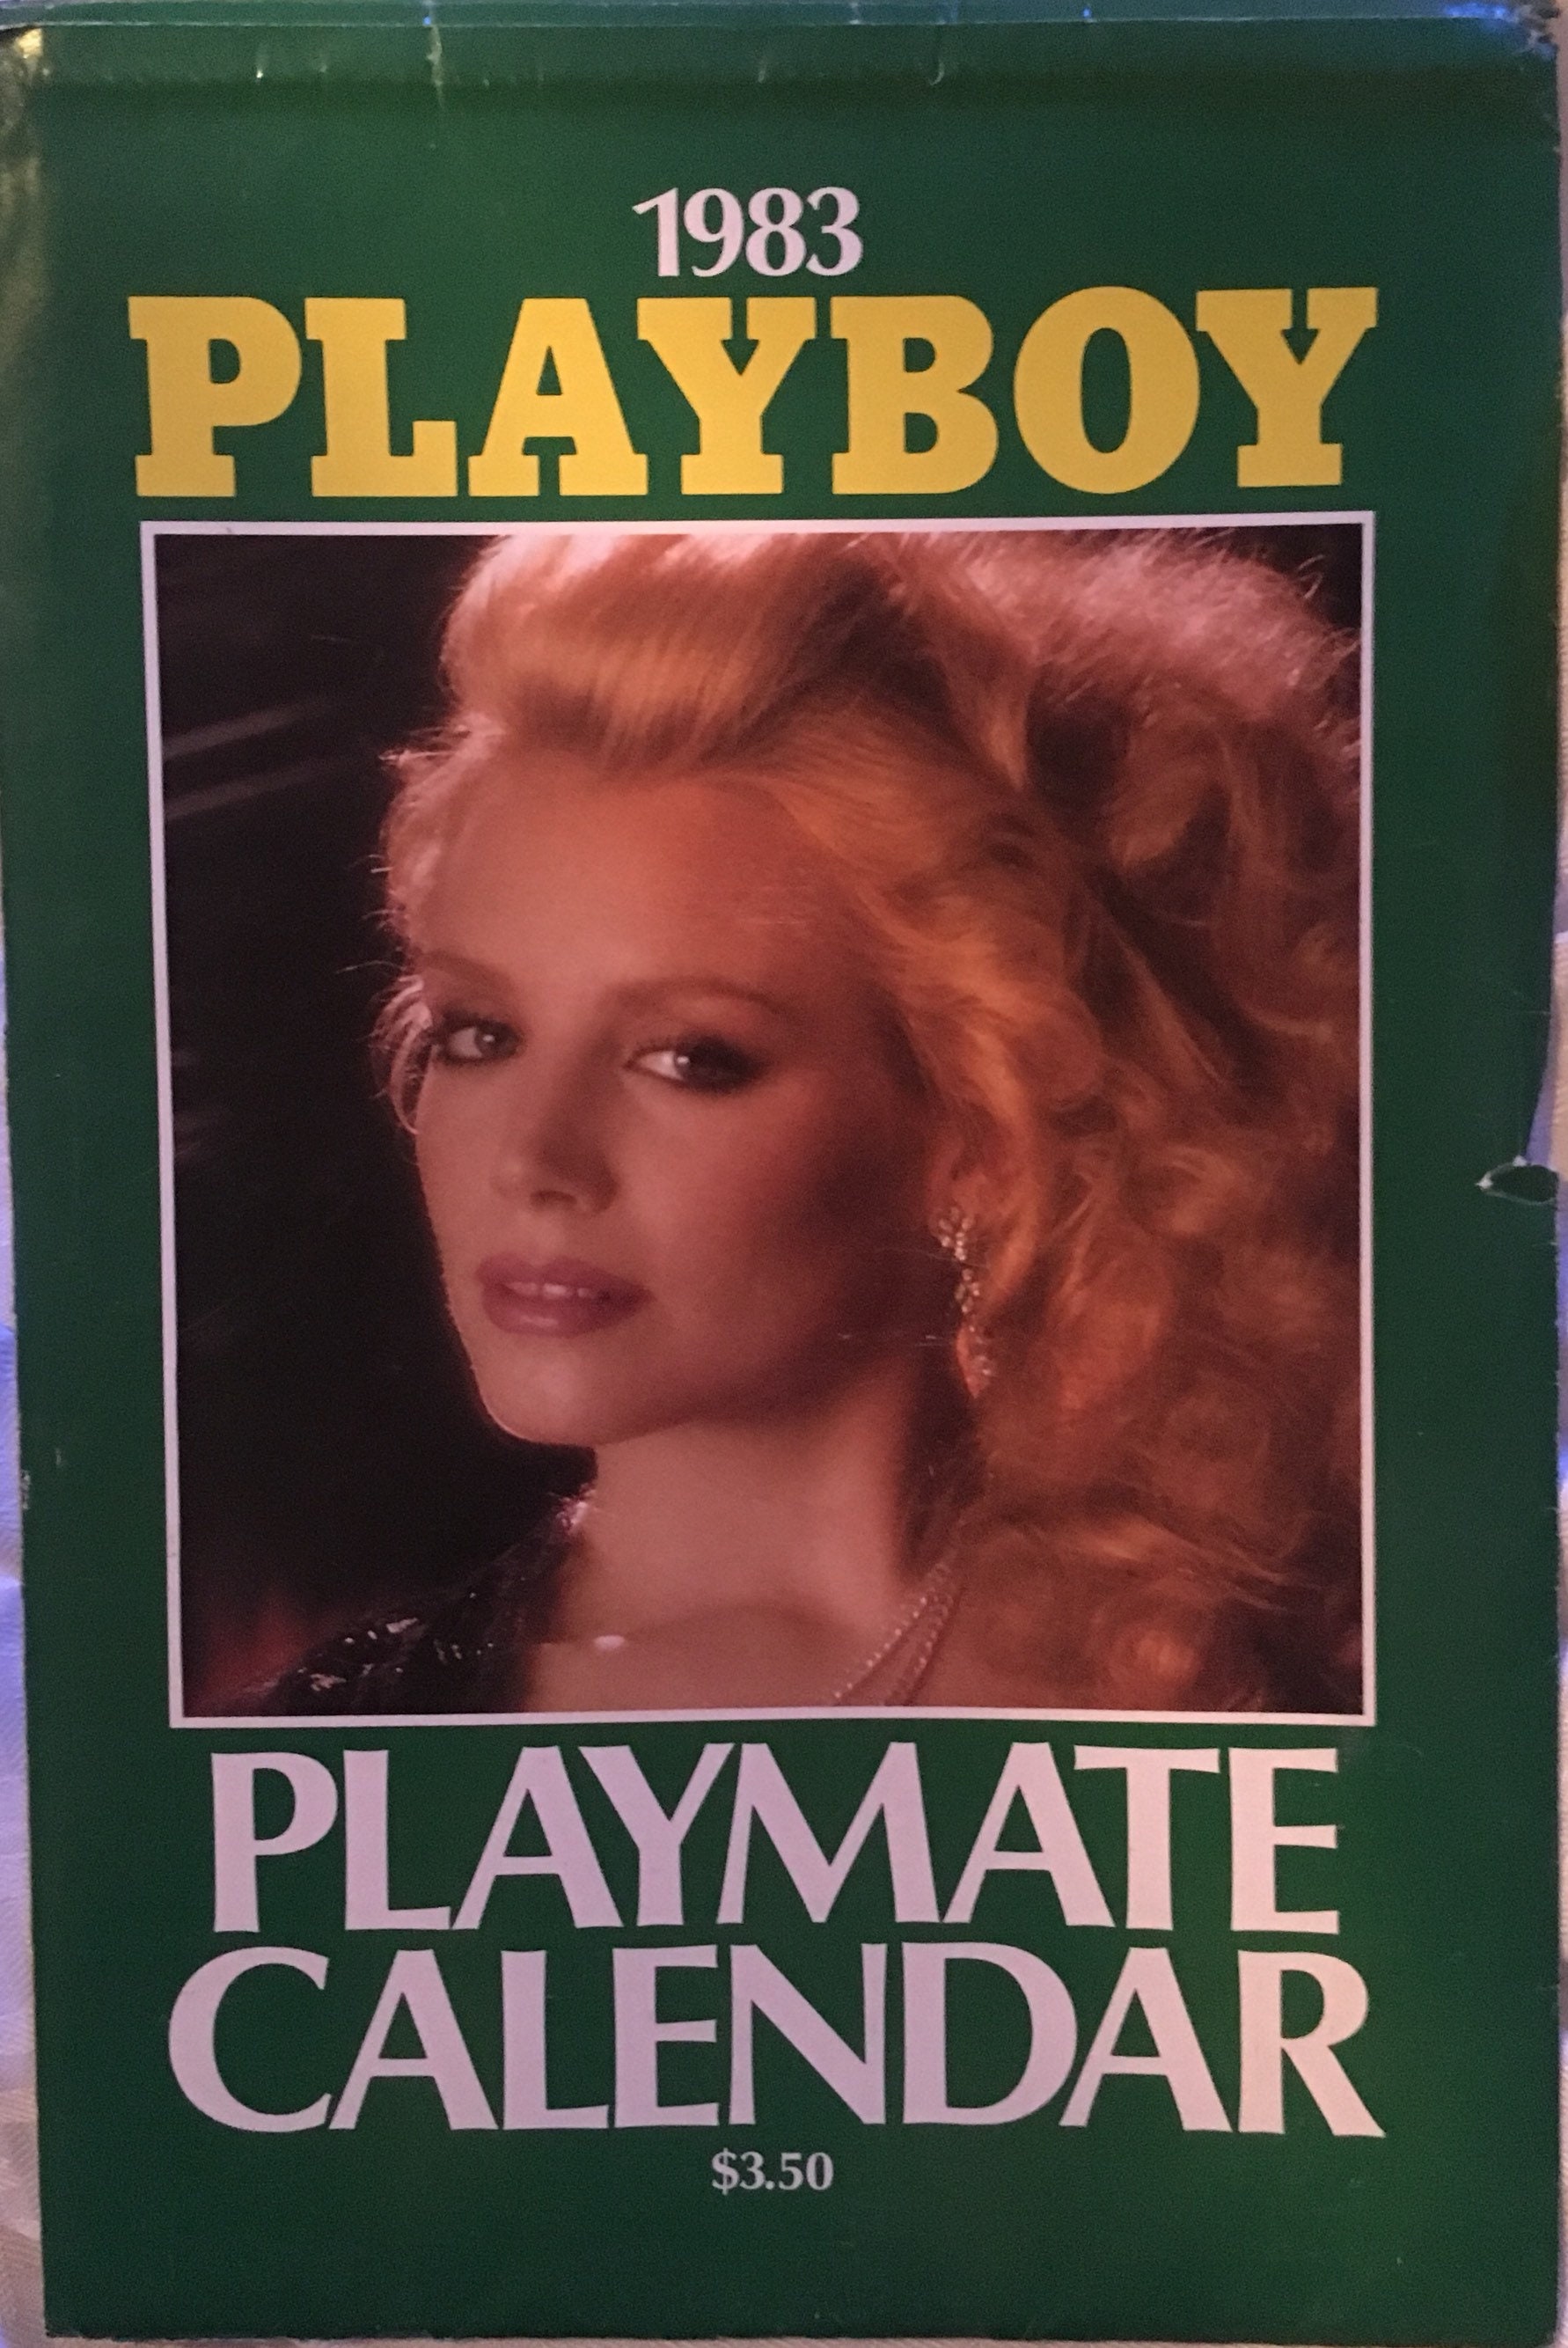 1983
PLAYBOY
PLAYMATE
CALENDAR
$3.50